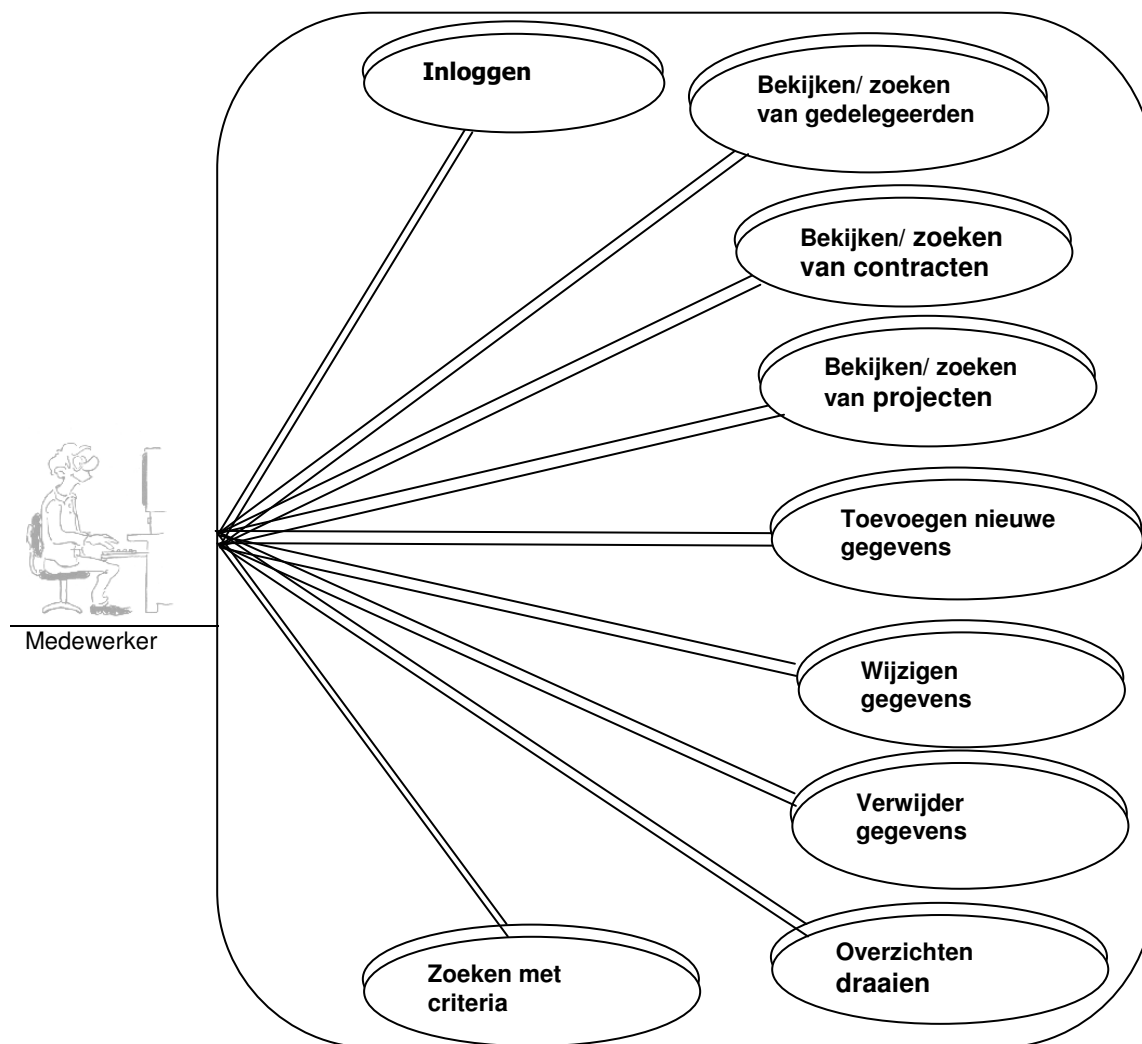 Inloggen
Bekijken/ zoeken
van gedelegeerden
Bekijken/ zoeken
van contracten
Bekijken/ zoeken
van projecten
Toevoegen nieuwe
gegevens
Medewerker
Wijzigen
gegevens
Verwijder
gegevens
Overzichten
draaien
Zoeken met
criteria